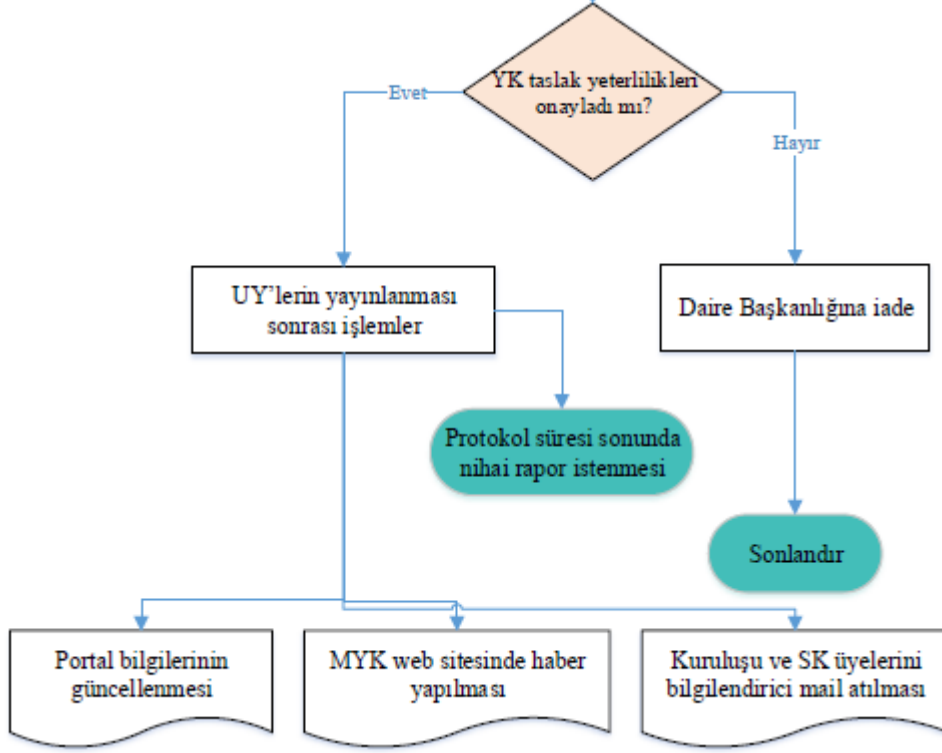 YK taslak yeterlilikleri
onayladı mı?
Evet
Hayır
UY’lerin yayınlanması
sonrası işlemler
Daire Başkanlığına iade
Protokol süresi sonunda
nihai rapor istenmesi
Sonlandır
Portal bilgilerinin
güncellenmesi
MYK web sitesinde haber
yapılması
Kuruluşu ve SK üyelerini
bilgilendirici mail atılması